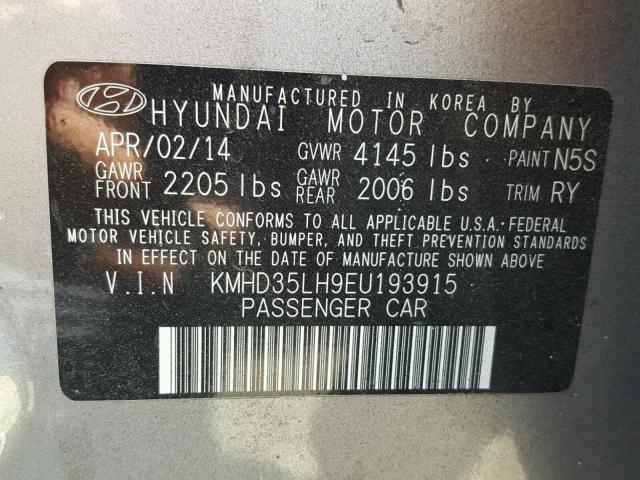 MANUFACTURED IN KOREA BY
HYUNDAI MOTOR COMPANY
APR/02/14 GVWR 4145 lbs PAINT N5S
GAWR FRONT 2205 lbs GAWR REAR 2006 lbs TRIM RY
THIS VEHICLE CONFORMS TO ALL APPLICABLE U.S.A. FEDERAL
MOTOR VEHICLE SAFETY, BUMPER, AND THEFT PREVENTION STANDARDS
IN EFFECT ON THE DATE OF MANUFACTURE SHOWN ABOVE
V.I.N KMHD35LH9EU193915
PASSENGER CAR